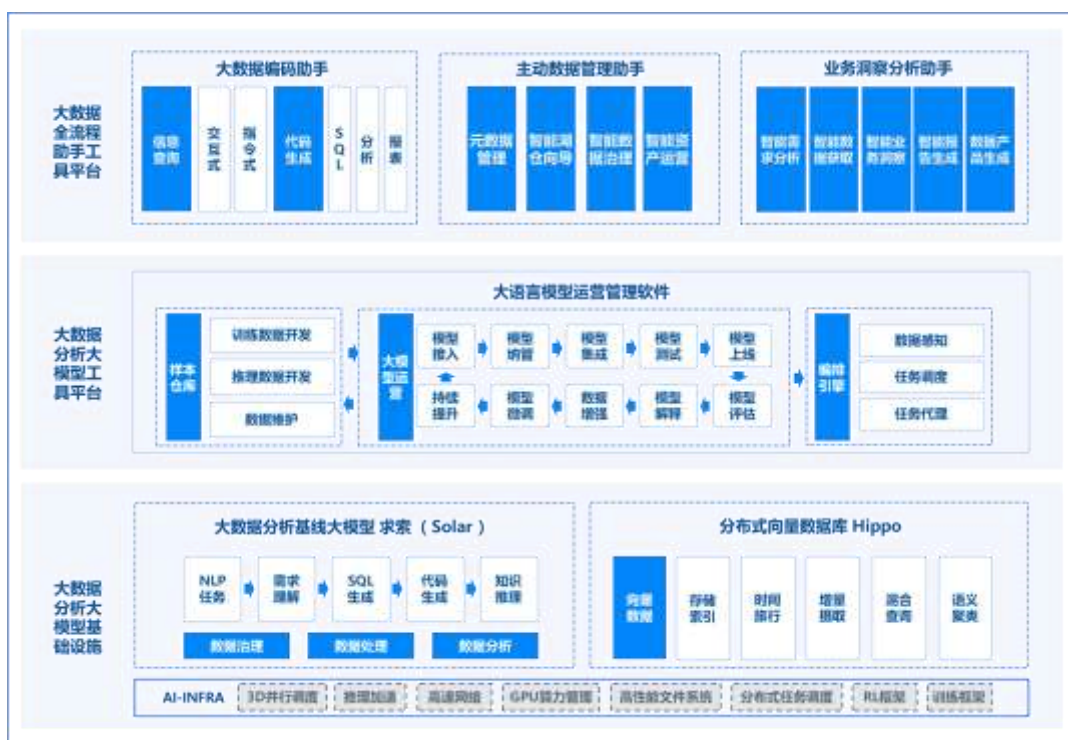 大数据
全流程
助手工
具平台
大数据编码助手
信息
查询
交
互
式
指
令
式
代码
生成
S
Q
L
分
析
报
表
主动数据管理助手
元数据
管理
智能湖
仓向导
智能数
据治理
智能资
产运营
业务洞察分析助手
智能需
求分析
智能数
据获取
智能业
务洞察
智能报
告生成
数据产
品生成
大数据
分析大
模型工
具平台
大语言模型运营管理软件
样本
仓库
训练数据开发
推理数据开发
数据维护
大模
型运
营
模型
接入
模型
纳管
模型
集成
模型
测试
模型
上线
持续
提升
模型
微调
数据
增强
模型
解释
模型
评估
编排
引擎
数据感知
任务调度
任务代理
大数据
分析大
模型基
础设施
大数据分析基线大模型 求索（Solar）
NLP
任务
需求
理解
SQL
生成
代码
生成
知识
推理
数据治理
数据处理
数据分析
分布式向量数据库 Hippo
向量
数据
存储
索引
时间
旅行
增量
摄取
混合
查询
语义
聚类
AI-INFRA
3D并行调度
推理加速
高速网络
GPU算力管理
高性能文件系统
分布式任务调度
RL框架
训练框架